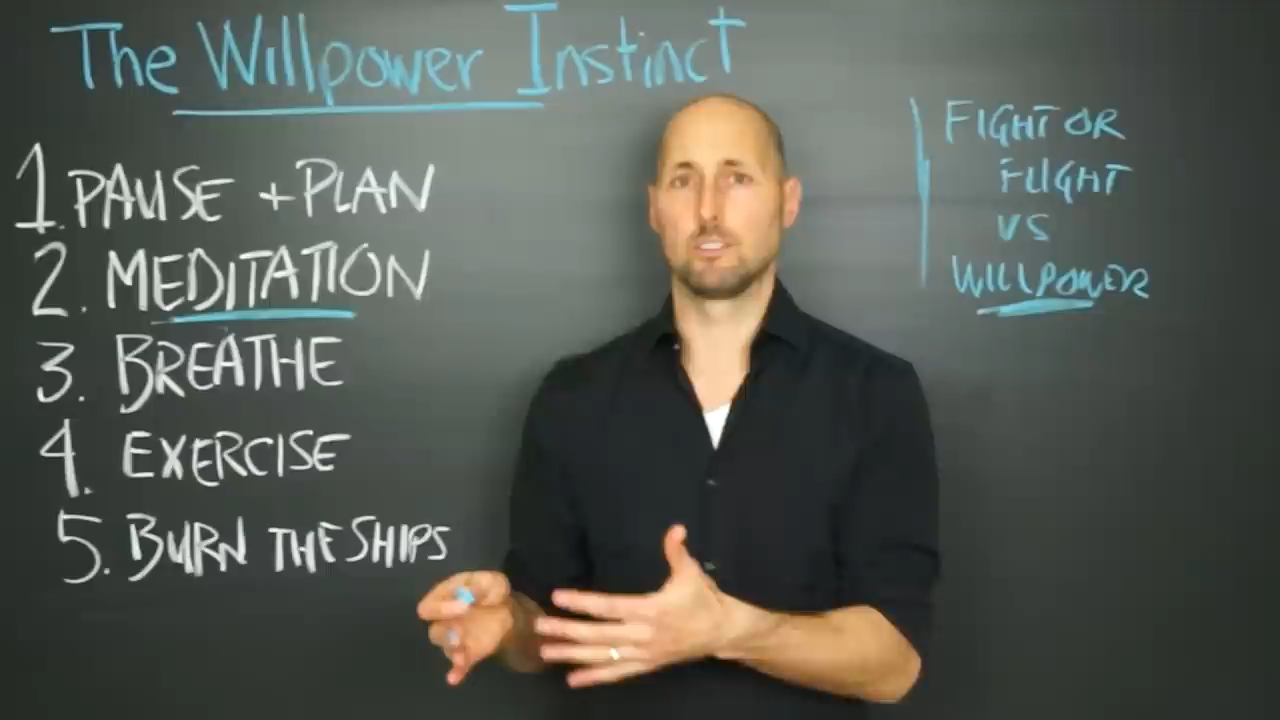 The Willpower Instinct
1. PAUSE + PLAN
2. MEDITATION
3. BREATHE
4. EXERCISE
5. BURN THE SHIPS
FIGHT OR
FLIGHT
VS
WILLPOWER